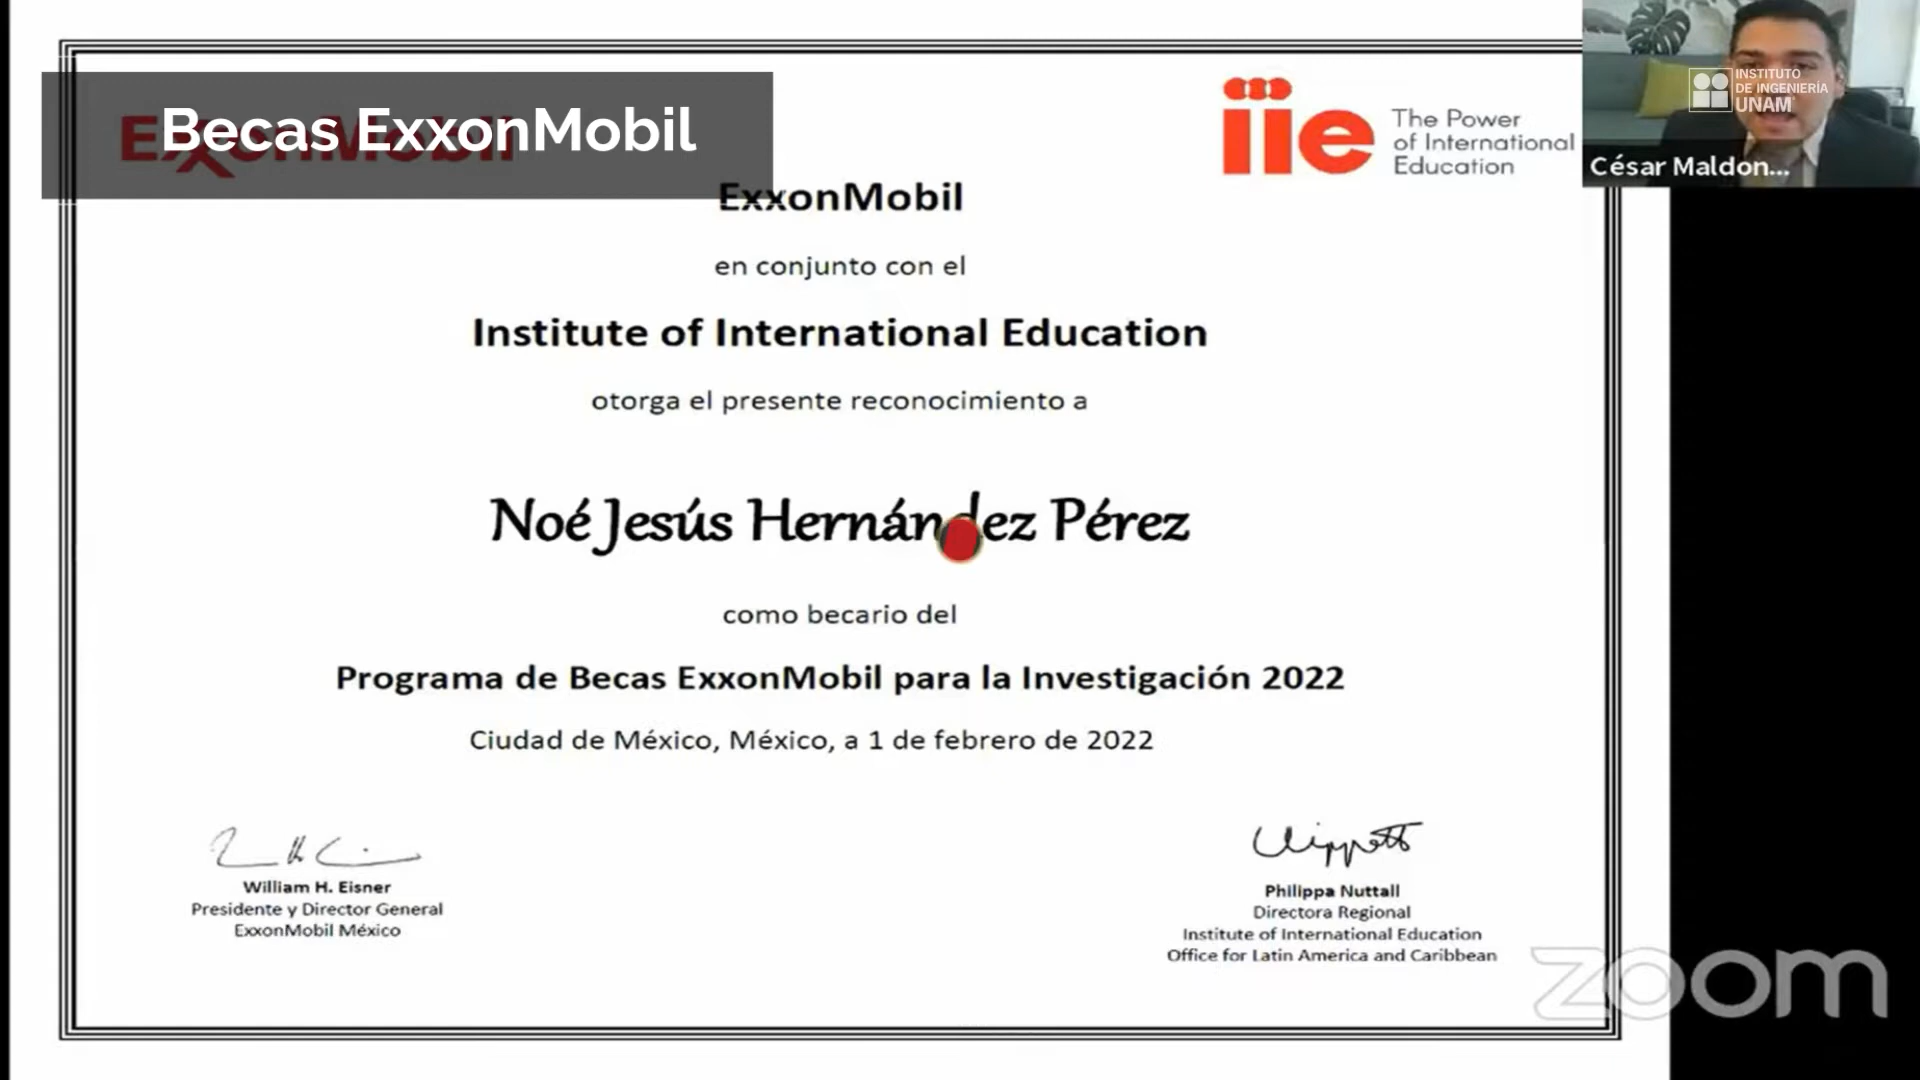 Becas ExxonMobil
ExxonMobil
iie
The Power
of International
Education
INSTITUTO
DE INGENIERÍA
UNAM
César Maldon...
ExxonMobil
en conjunto con el
Institute of International Education
otorga el presente reconocimiento a
Noé Jesús Hernández Pérez
como becario del
Programa de Becas ExxonMobil para la Investigación 2022
Ciudad de México, México, a 1 de febrero de 2022
William H. Eisner
Presidente y Director General
ExxonMobil México
Philippa Nuttall
Directora Regional
Institute of International Education
Office for Latin America and Caribbean
zoom